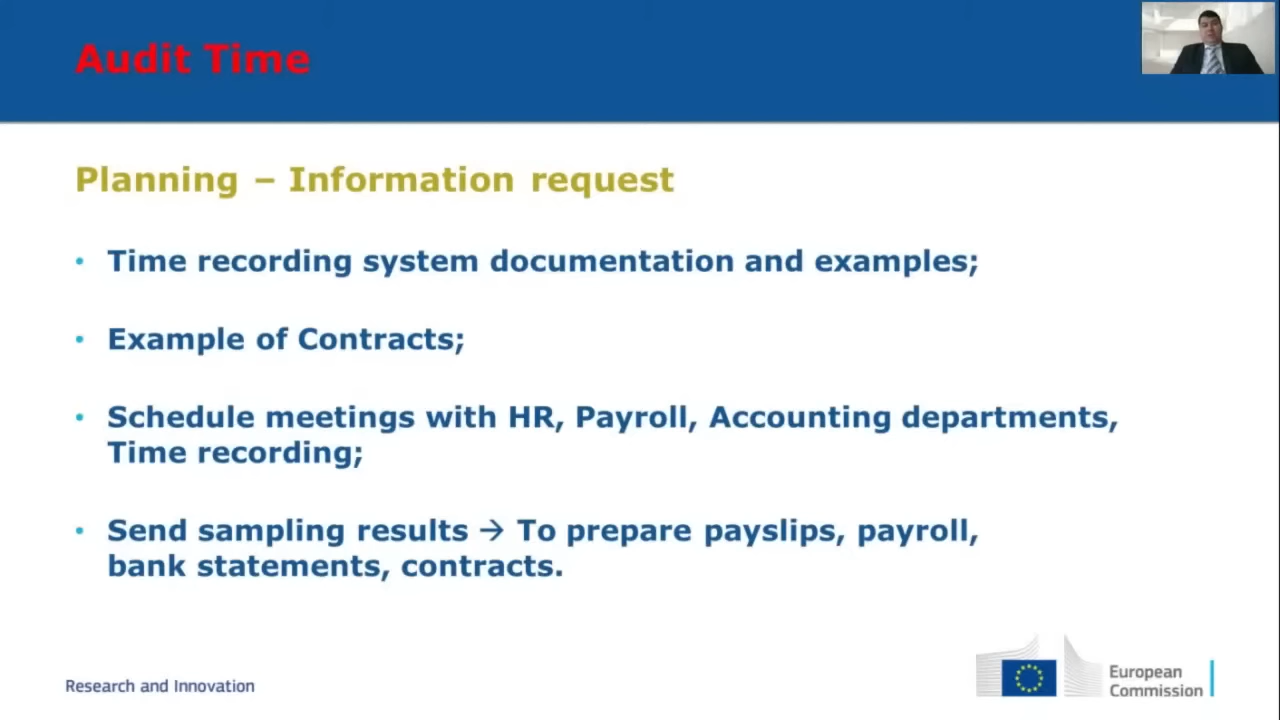 Audit Time
Planning – Information request
• Time recording system documentation and examples;
• Example of Contracts;
• Schedule meetings with HR, Payroll, Accounting departments,
Time recording;
• Send sampling results → To prepare payslips, payroll,
bank statements, contracts.
Research and Innovation
European
Commission